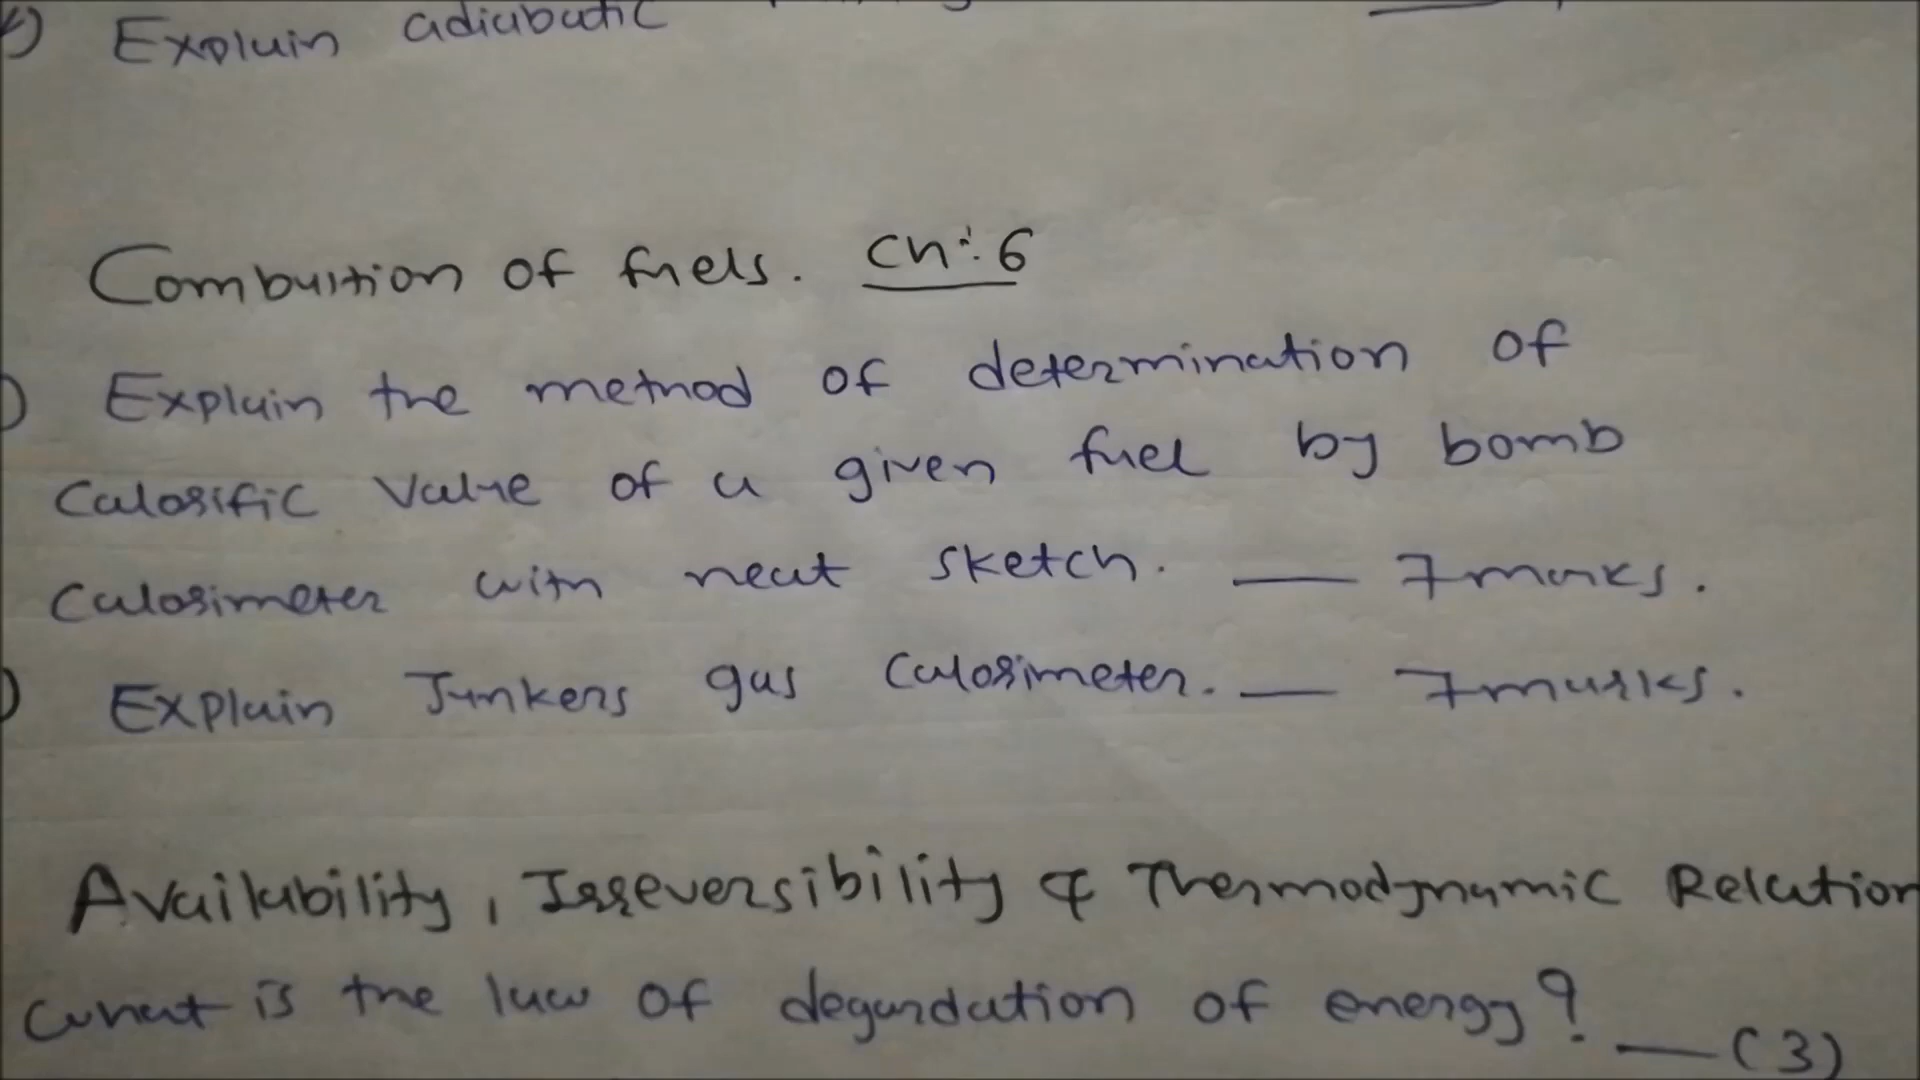 Explain adiabatic
Combustion of fuels. Ch: 6
Explain the method of determination of
Calorific Value of a given fuel by bomb
Calorimeter with neat sketch. — 7 marks.
Explain Junkers gas Calorimeter. — 7 marks.
Availability, Irreversibility & Thermodynamic Relation
What is the law of degardation of energy? — (3)